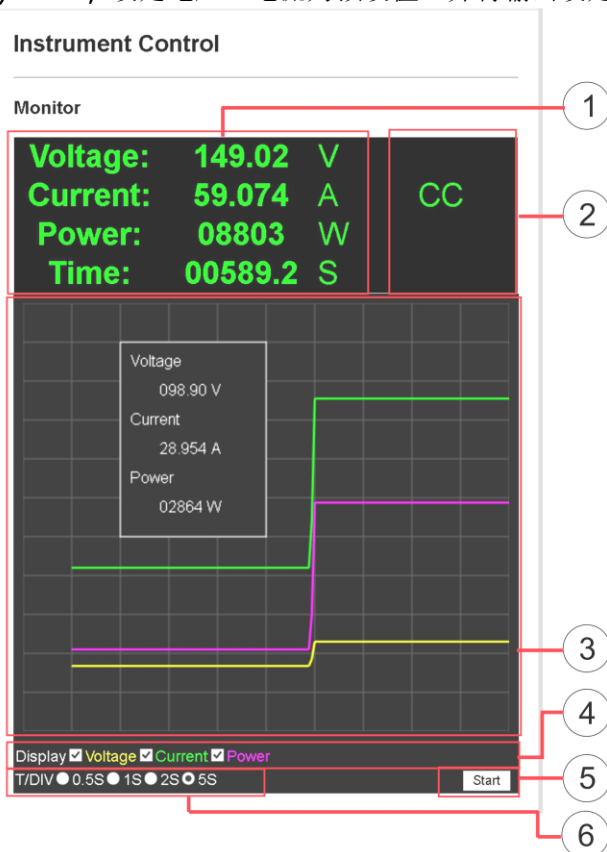 Instrument Control
Monitor
1
Voltage: 149.02 V
Current: 59.074 A
CC
2
Power: 08803 W
Time: 00589.2 S
Voltage
098.90 V
Current
28.954 A
Power
02864 W
3
4
Display Voltage Current Power
T/DIV 0.5S 1S 2S 5S
Start
5
6